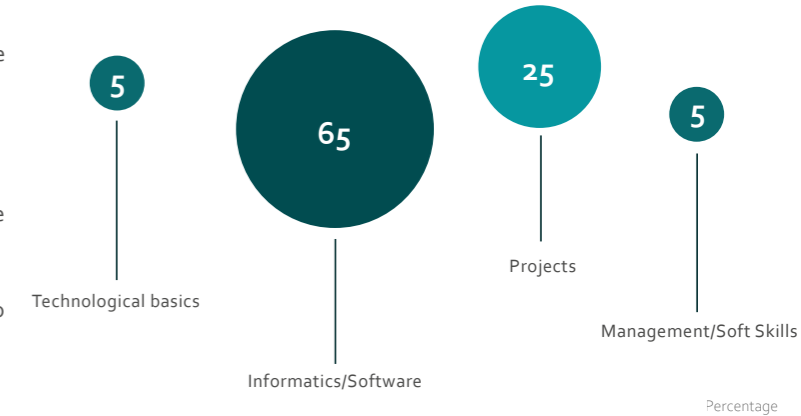 5
65
25
5
Technological basics
Informatics/Software
Projects
Management/Soft Skills
Percentage